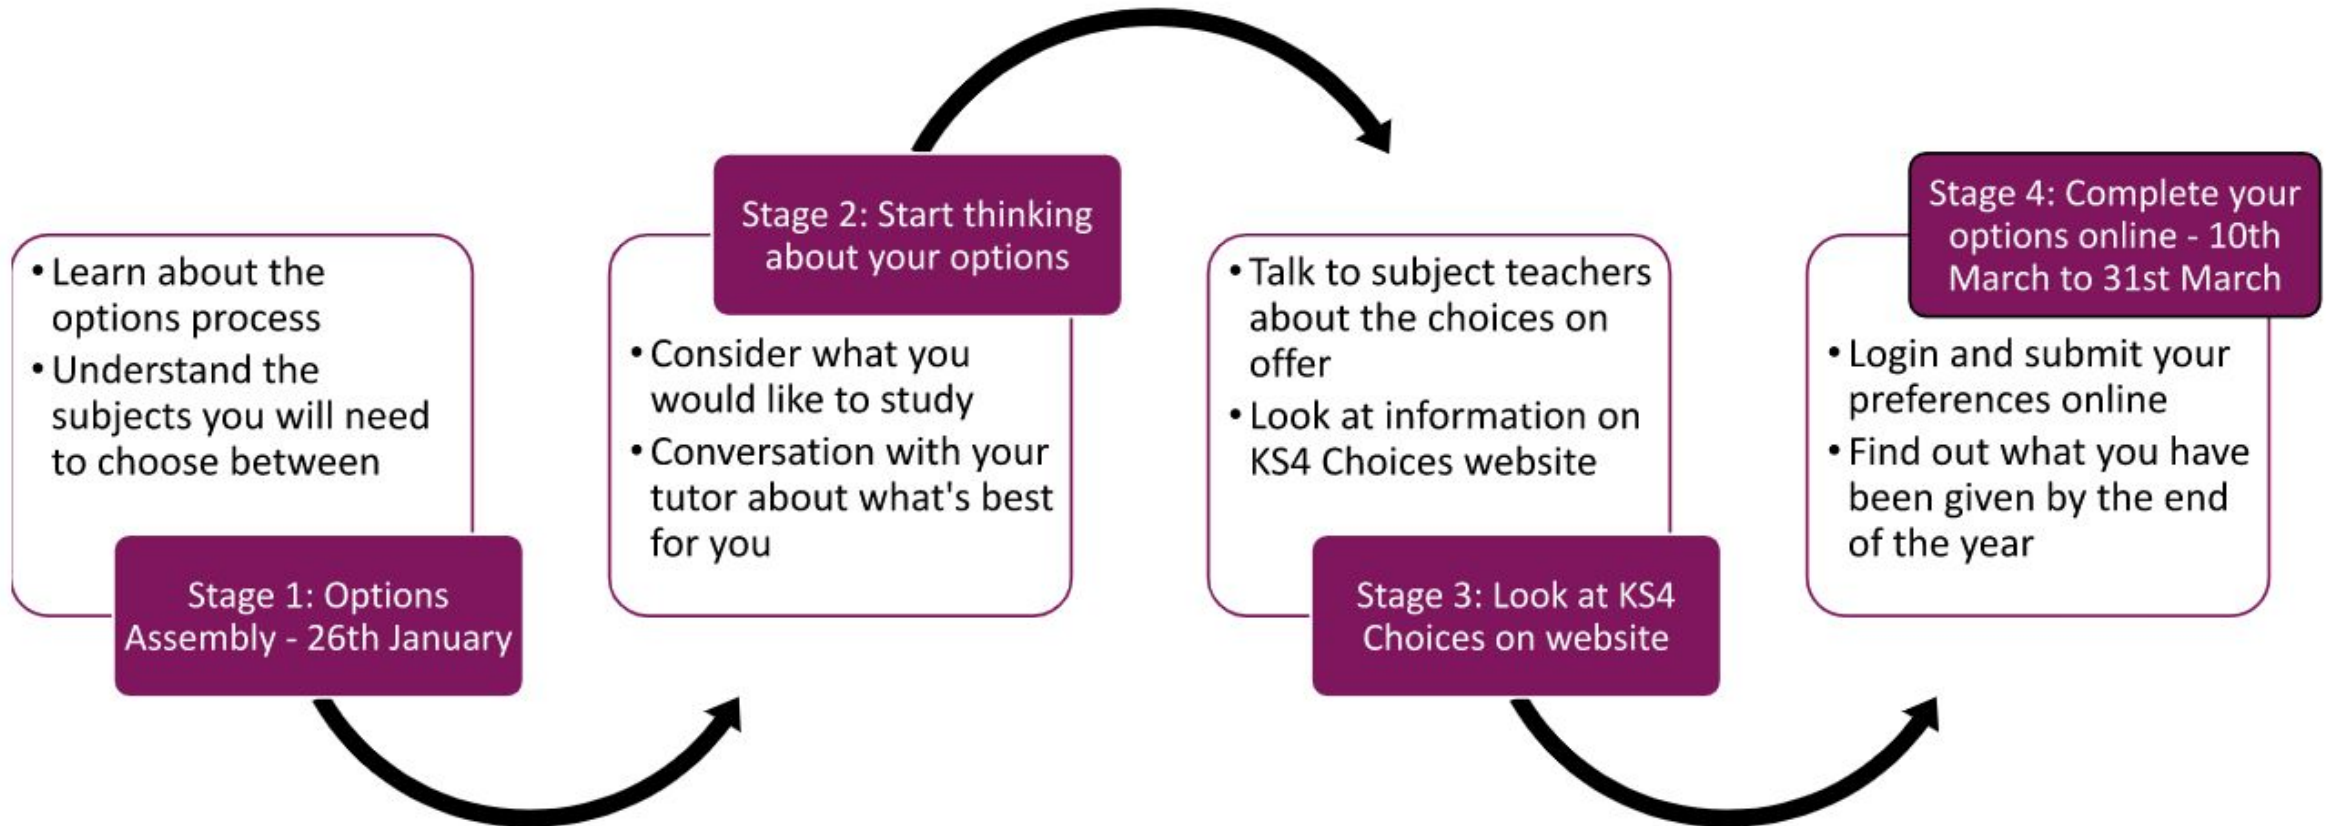 • Learn about the
options process
• Understand the
subjects you will need
to choose between
Stage 1: Options
Assembly - 26th January
Stage 2: Start thinking
about your options
• Consider what you
would like to study
• Conversation with your
tutor about what's best
for you
• Talk to subject teachers
about the choices on
offer
• Look at information on
KS4 Choices website
Stage 3: Look at KS4
Choices on website
Stage 4: Complete your
options online - 10th
March to 31st March
• Login and submit your
preferences online
• Find out what you have
been given by the end
of the year